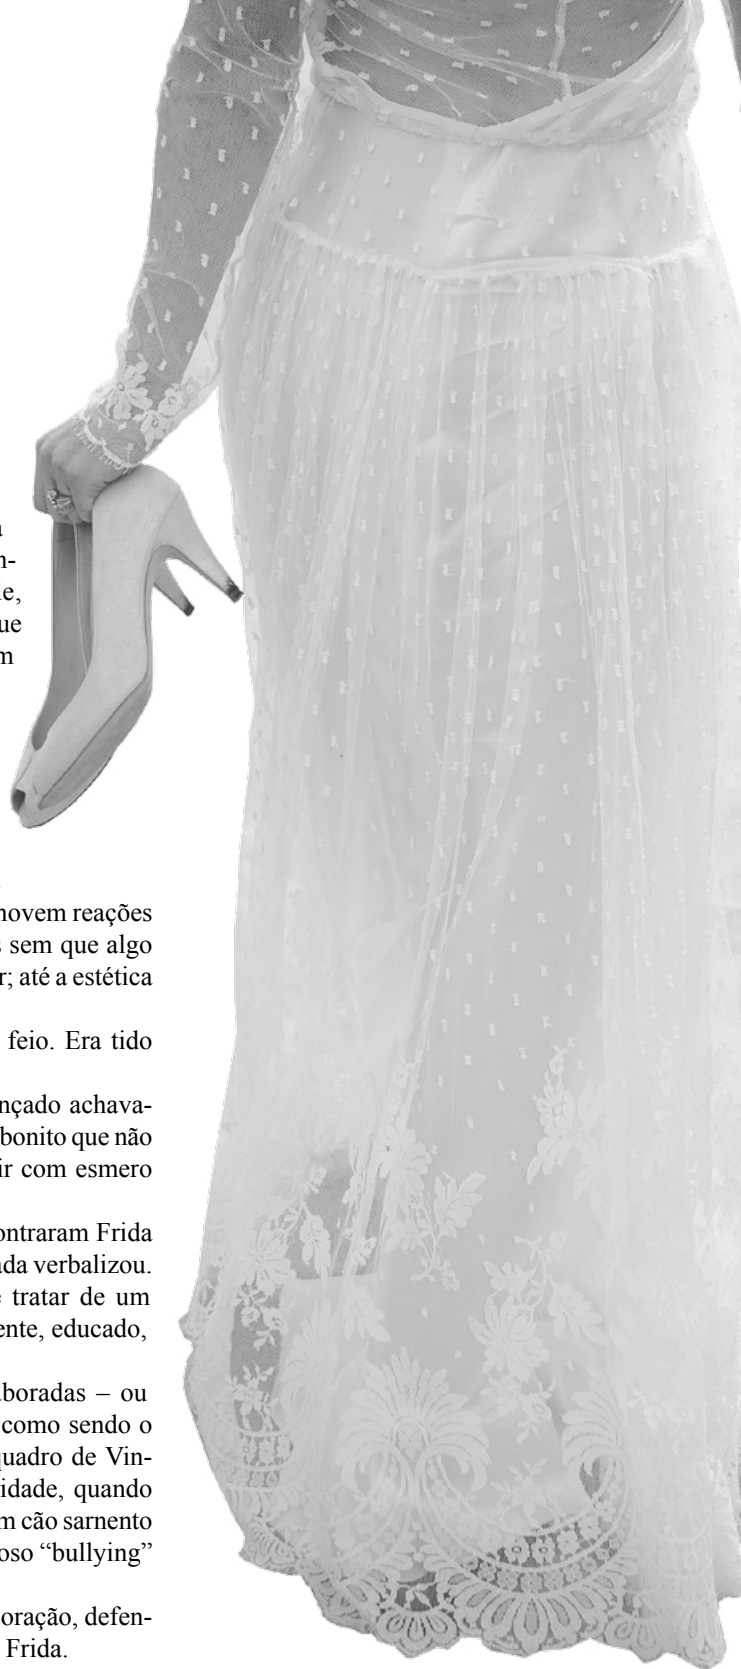 le,
ue
m
novem reações
s sem que algo
r; até a estética
feio. Era tido
nçado achava-
bonito que não
ir com esmero
ontraram Frida
ada verbalizou.
e tratar de um
ente, educado,
aboradas – ou
como sendo o
quadro de Vin-
idade, quando
m cão sarnento
oso “bullying”
oração, defen-
Frida.